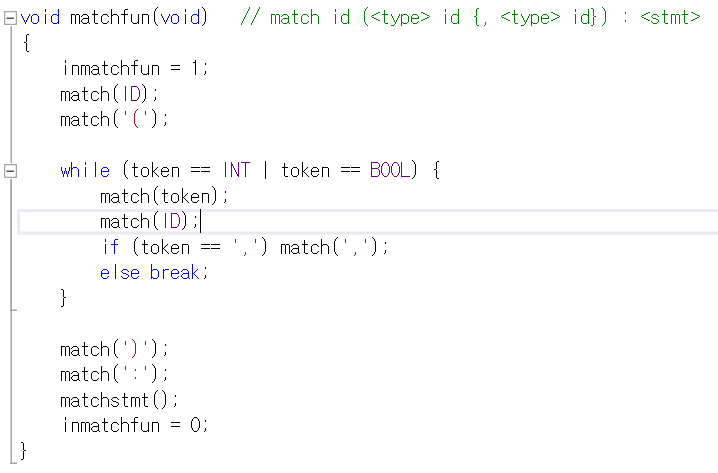 void matchfun(void)   // match id (<type> id {, <type> id}) : <stmt>
{
    inmatchfun = 1;
    match(ID);
    match('(');

    while (token == INT | token == BOOL) {
        match(token);
        match(ID);
        if (token == ',') match(',');
        else break;
    }

    match(')');
    match(':');
    matchstmt();
    inmatchfun = 0;
}